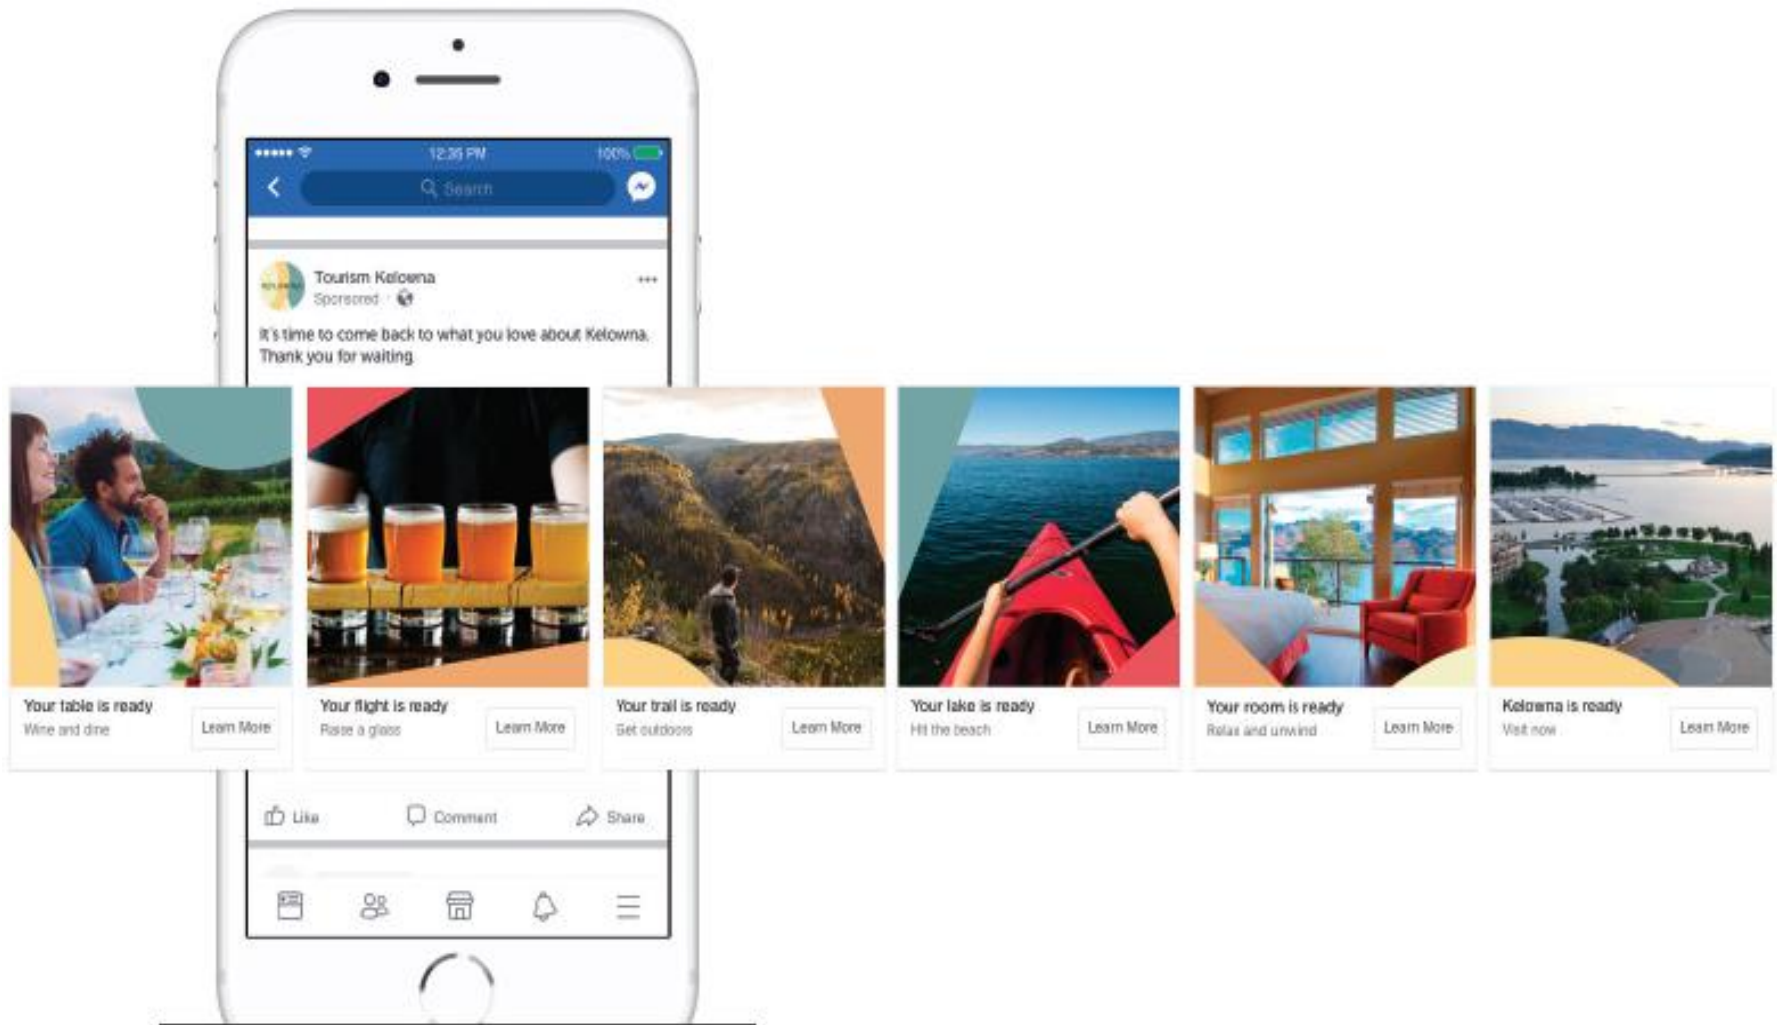 12:35 PM
100%
Search
Tourism Kelowna
Sponsored ·
It's time to come back to what you love about Kelowna.
Thank you for waiting
Your table is ready
Wine and dine
Learn More
Your flight is ready
Raise a glass
Learn More
Your trail is ready
Get outdoors
Learn More
Your lake is ready
Hit the beach
Learn More
Your room is ready
Relax and unwind
Learn More
Kelowna is ready
Visit now
Learn More
Like
Comment
Share